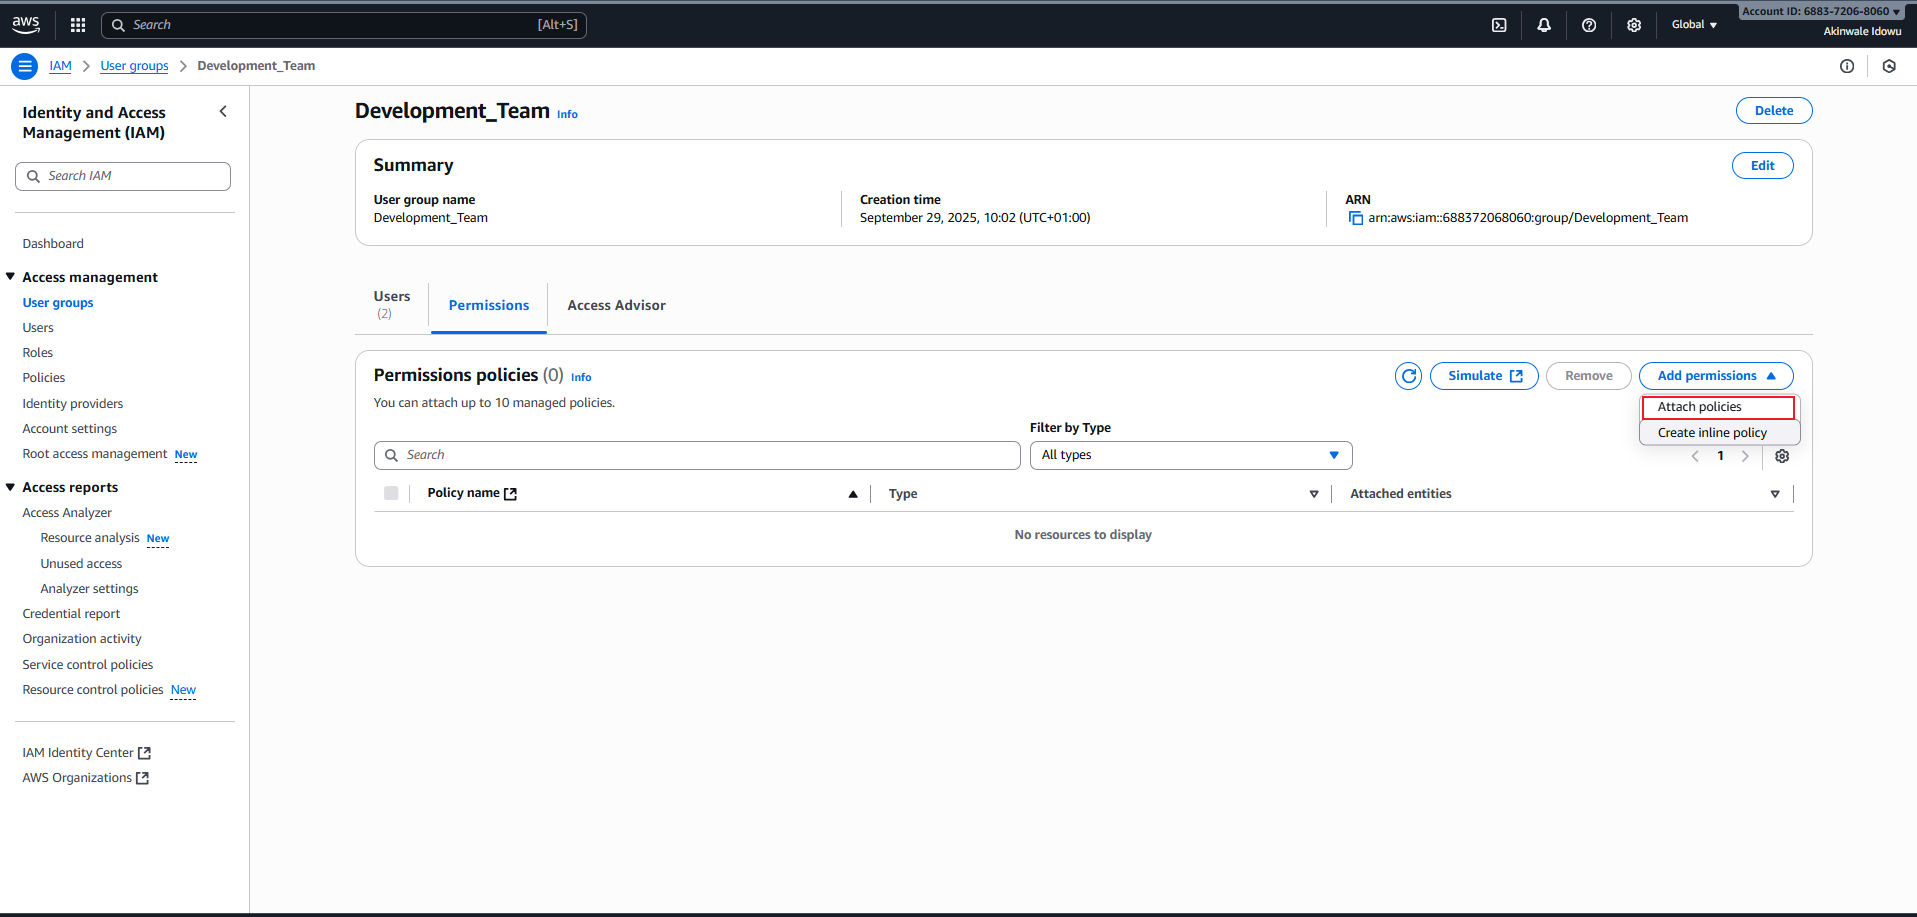 aws
Search
[Alt+S]
Global
Account ID: 6883-7206-8060
Akinwale Idowu
IAM
User groups
Development_Team
Identity and Access
Management (IAM)
Search IAM
Dashboard
Access management
User groups
Users
Roles
Policies
Identity providers
Account settings
Root access management New
Access reports
Access Analyzer
Resource analysis New
Unused access
Analyzer settings
Credential report
Organization activity
Service control policies
Resource control policies New
IAM Identity Center
AWS Organizations
Development_Team Info
Delete
Summary
Edit
User group name
Development_Team
Creation time
September 29, 2025, 10:02 (UTC+01:00)
ARN
arn:aws:iam::688372068060:group/Development_Team
Users
(2)
Permissions
Access Advisor
Permissions policies (0) Info
You can attach up to 10 managed policies.
Simulate
Remove
Add permissions
Attach policies
Create inline policy
Filter by Type
Search
All types
1
Policy name
Type
Attached entities
No resources to display